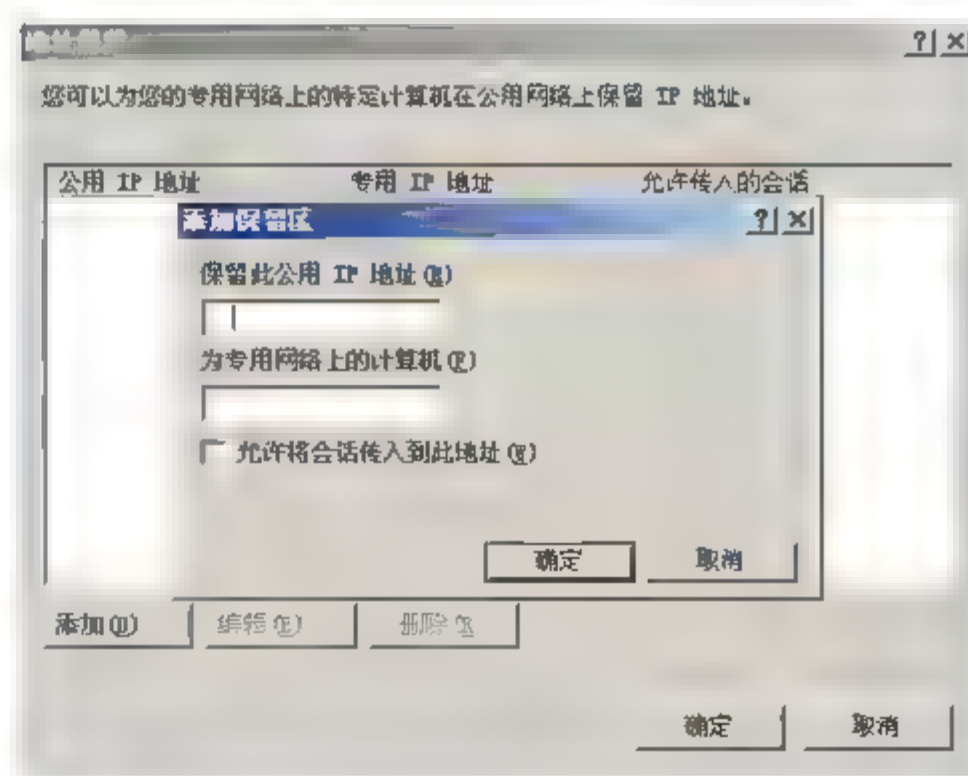 您可以为您的专用网络上的特定计算机在公用网络上保留 IP 地址。
公用 IP 地址 专用 IP 地址 允许传入的会话
添加保留区
保留此公用 IP 地址(R)
为专用网络上的计算机(P)
允许将会话传入到此地址
确定 取消
添加(D) 编辑(E) 删除
确定 取消